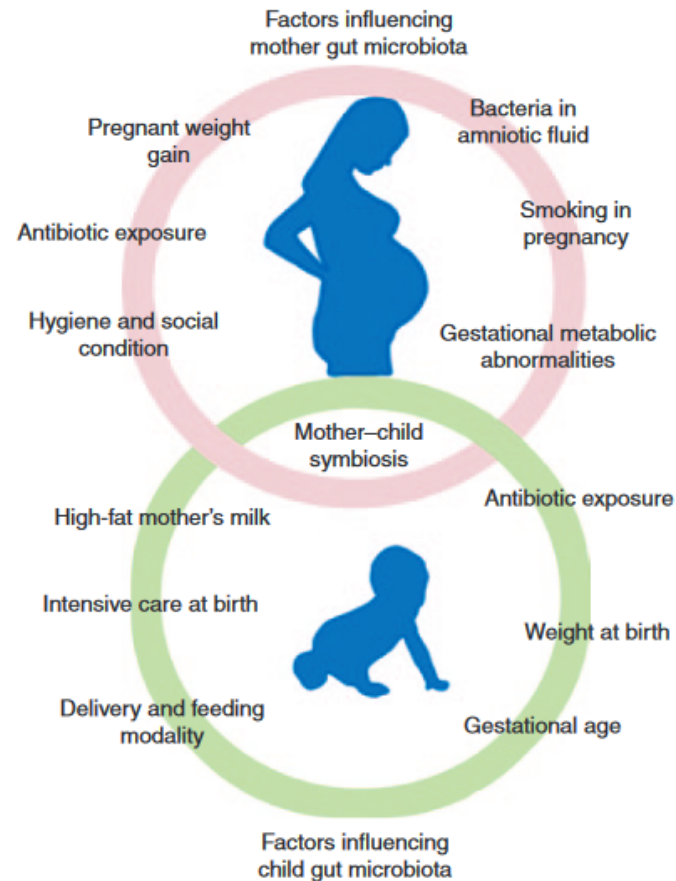 Factors influencing
mother gut microbiota
Pregnant weight
gain
Bacteria in
amniotic fluid
Antibiotic exposure
Smoking in
pregnancy
Hygiene and social
condition
Gestational metabolic
abnormalities
Mother–child
symbiosis
High-fat mother's milk
Antibiotic exposure
Intensive care at birth
Weight at birth
Delivery and feeding
modality
Gestational age
Factors influencing
child gut microbiota